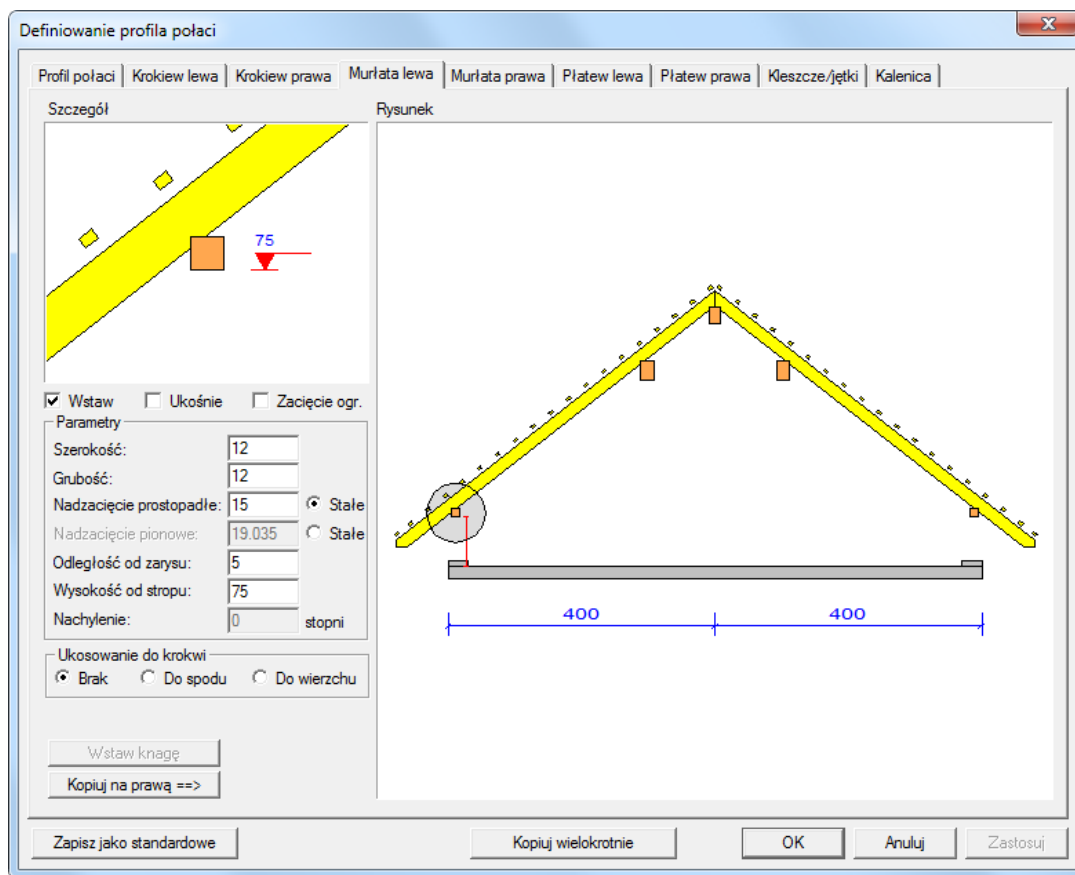 Definiowanie profila połaci
Profil połaci
Krokiew lewa
Krokiew prawa
Murłata lewa
Murłata prawa
Płatew lewa
Płatew prawa
Kleszcze/jętki
Kalenica
Szczegół
75
Wstaw
Ukośnie
Zacięcie ogr.
Parametry
Szerokość: 12
Grubość: 12
Nadzacięcie prostopadłe: 15 Stałe
Nadzacięcie pionowe: 19.035 Stałe
Odległość od zarysu: 5
Wysokość od stropu: 75
Nachylenie: 0 stopni
Ukosowanie do krokwi
Brak
Do spodu
Do wierzchu
Wstaw knagę
Kopiuj na prawą ==>
Rysunek
400
400
Zapisz jako standardowe
Kopiuj wielokrotnie
OK
Anuluj
Zastosuj